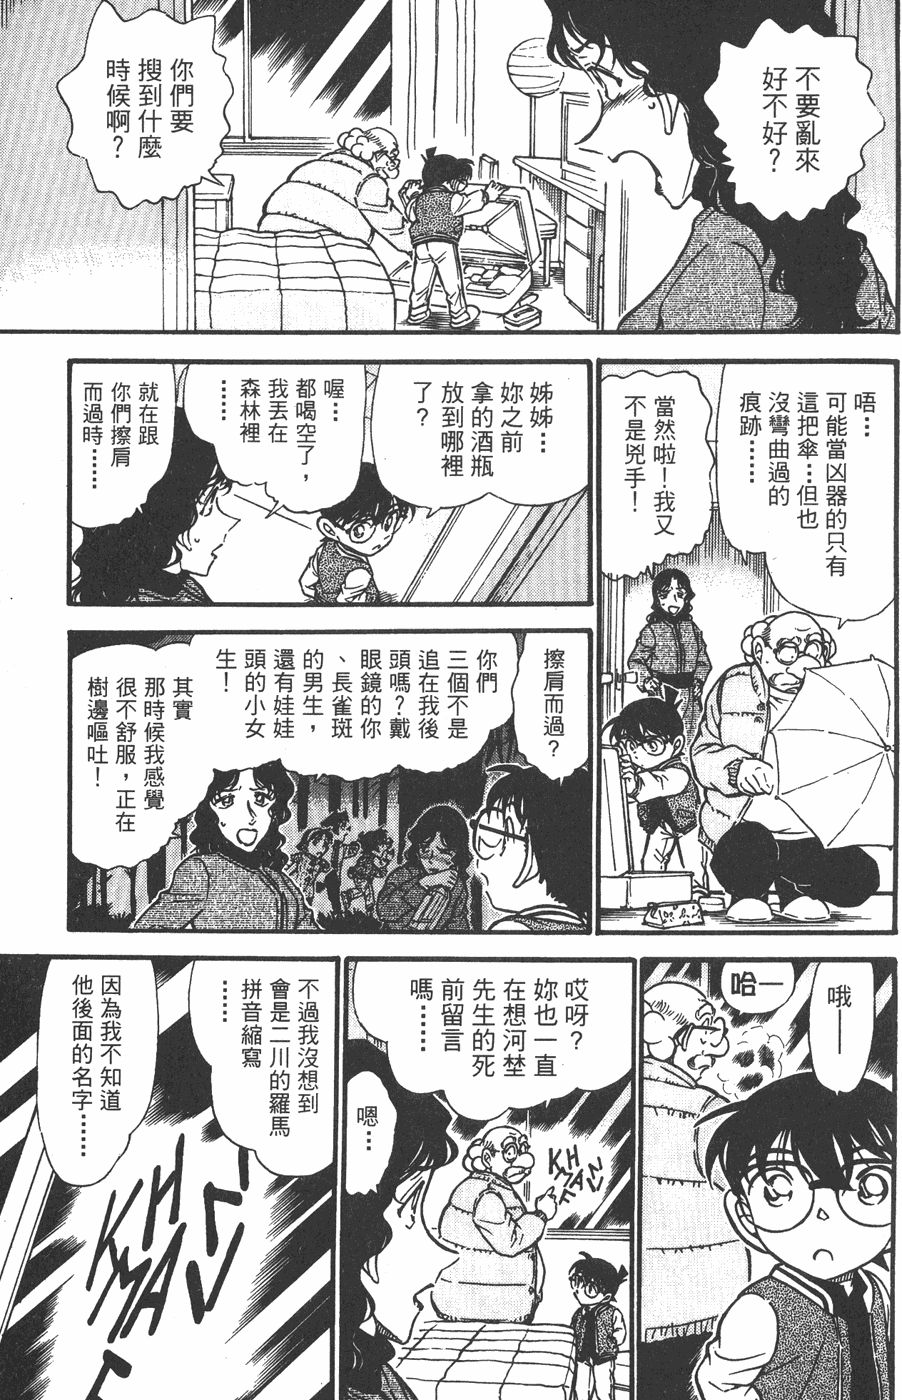 不要亂來
好不好？
你們要
搜到什麼
時候啊？
唔⋯
可能當凶器的只有
這把傘⋯但也
沒彎曲過的
痕跡⋯⋯
當然啦！我又
不是兇手！
姊姊⋯
妳之前
拿的酒瓶
放到哪裡
了？
喔⋯
都喝空了，
我丟在
森林裡
⋯⋯
就在跟
你們擦肩
而過時⋯⋯
擦肩而過？
你們
三個不是
追在我後
頭嗎？戴
眼鏡的你
、長雀斑
的男生，
還有娃娃
頭的小女
生！
其實
那時候我感覺
很不舒服，正在
樹邊嘔吐！
哦──
哈──
哎呀？
妳也一直
在想河埜
先生的死
前留言
嗎⋯⋯
嗯⋯
不過我沒想到
會是二川的羅馬
拼音縮寫
因為我不知道
他後面的名字⋯⋯